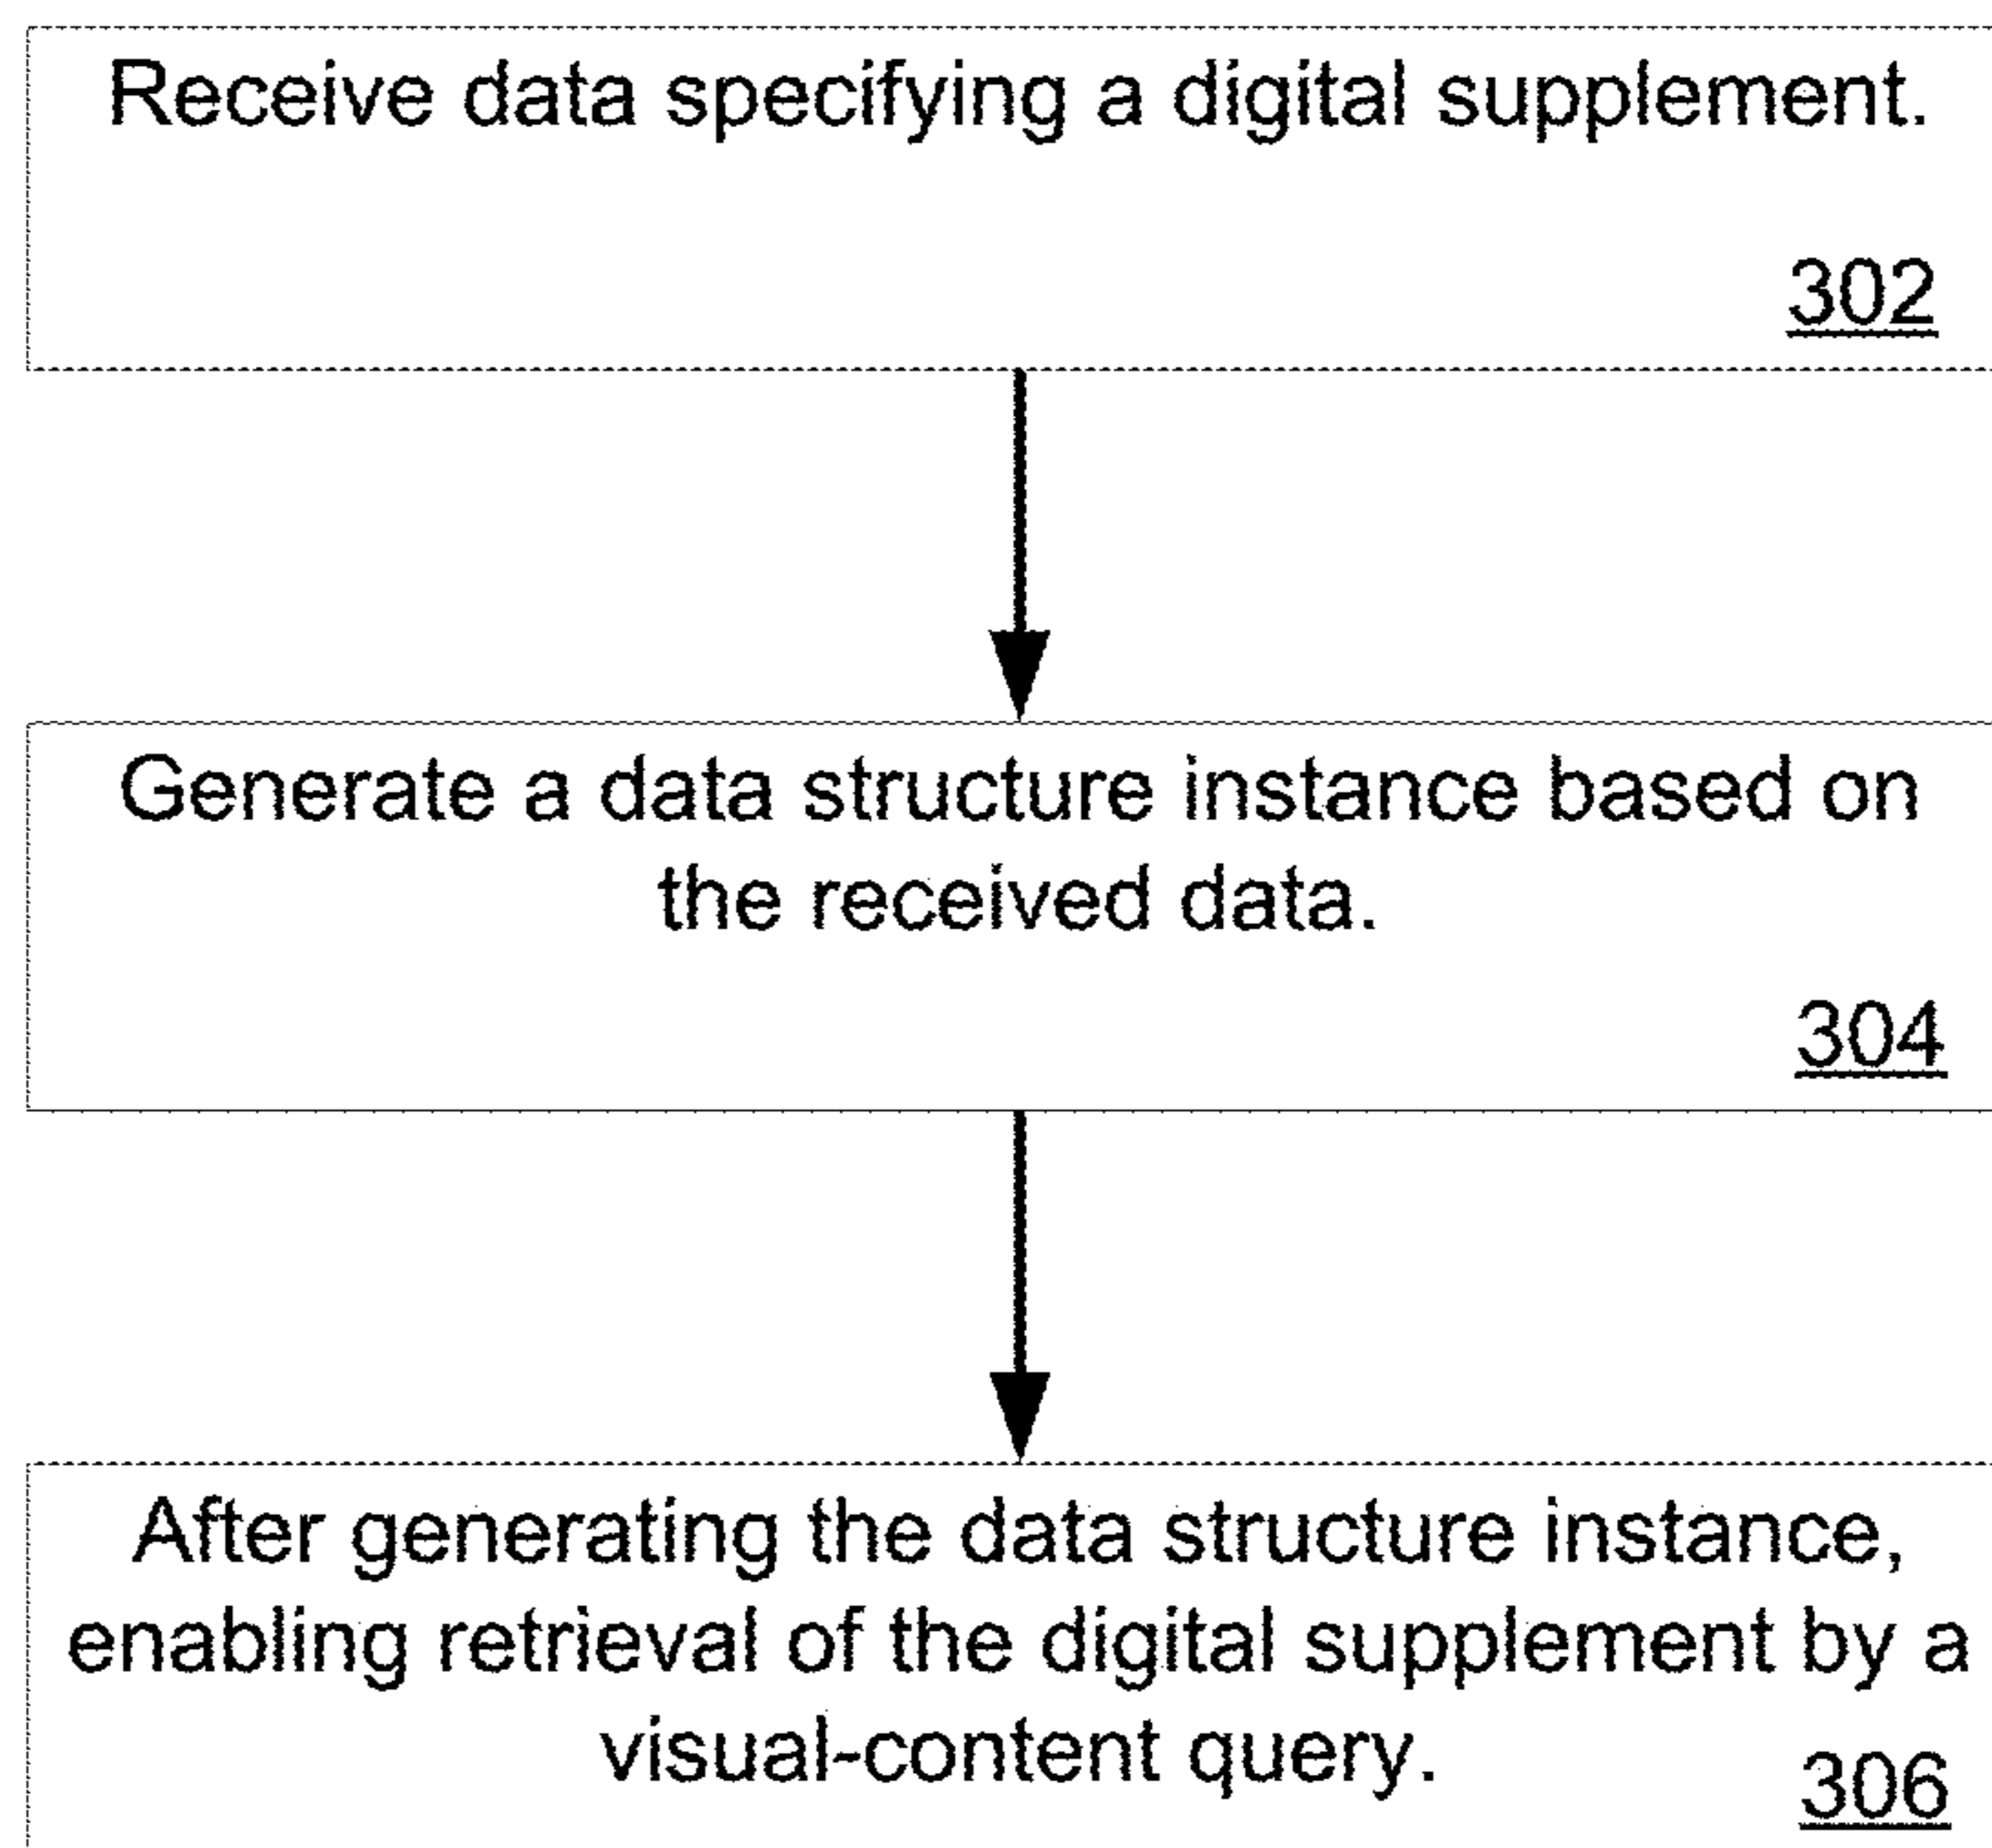 Receive data specifying a digital supplement.
302
Generate a data structure instance based on
the received data.
304
After generating the data structure instance,
enabling retrieval of the digital supplement by a
visual-content query.
306